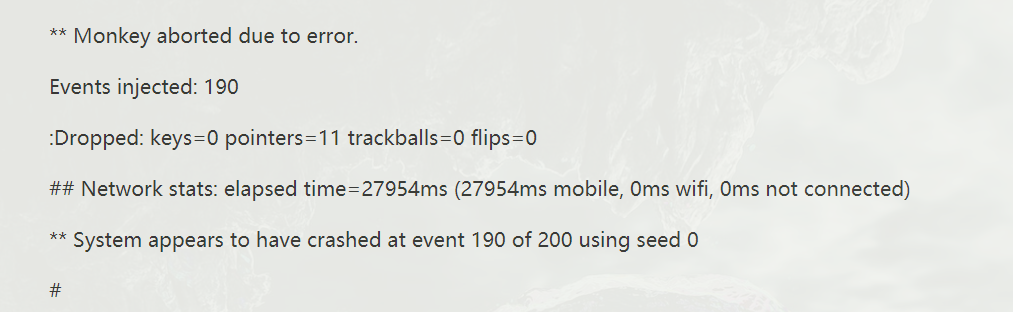 ** Monkey aborted due to error.
Events injected: 190
:Dropped: keys=0 pointers=11 trackballs=0 flips=0
## Network stats: elapsed time=27954ms (27954ms mobile, 0ms wifi, 0ms not connected)
** System appears to have crashed at event 190 of 200 using seed 0
#